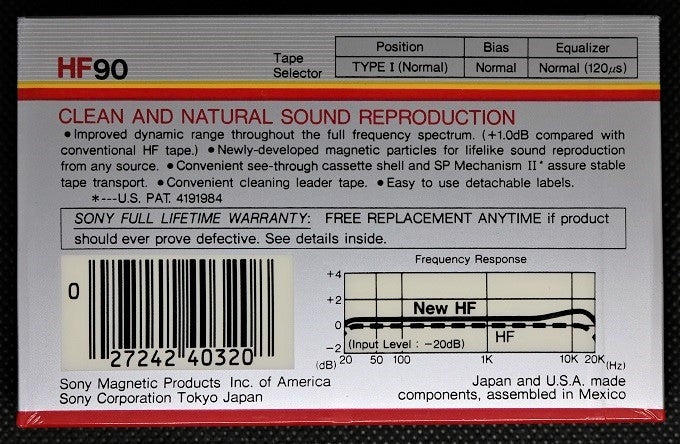 HF90
Tape Selector
Position Bias Equalizer
TYPE I (Normal) Normal Normal (120µs)
CLEAN AND NATURAL SOUND REPRODUCTION
● Improved dynamic range throughout the full frequency spectrum. (+1.0dB compared with
conventional HF tape.) ● Newly-developed magnetic particles for lifelike sound reproduction
from any source. ● Convenient see-through cassette shell and SP Mechanism II* assure stable
tape transport. ● Convenient cleaning leader tape. ● Easy to use detachable labels.
*---U.S. PAT. 4191984
SONY FULL LIFETIME WARRANTY: FREE REPLACEMENT ANYTIME if product
should ever prove defective. See details inside.
0
27242 40320
Frequency Response
+4
+2
New HF
0
HF
-2
(Input Level : -20dB)
(dB) 20 50 100 1K 10K 20K (Hz)
Sony Magnetic Products Inc. of America
Sony Corporation Tokyo Japan
Japan and U.S.A. made
components, assembled in Mexico